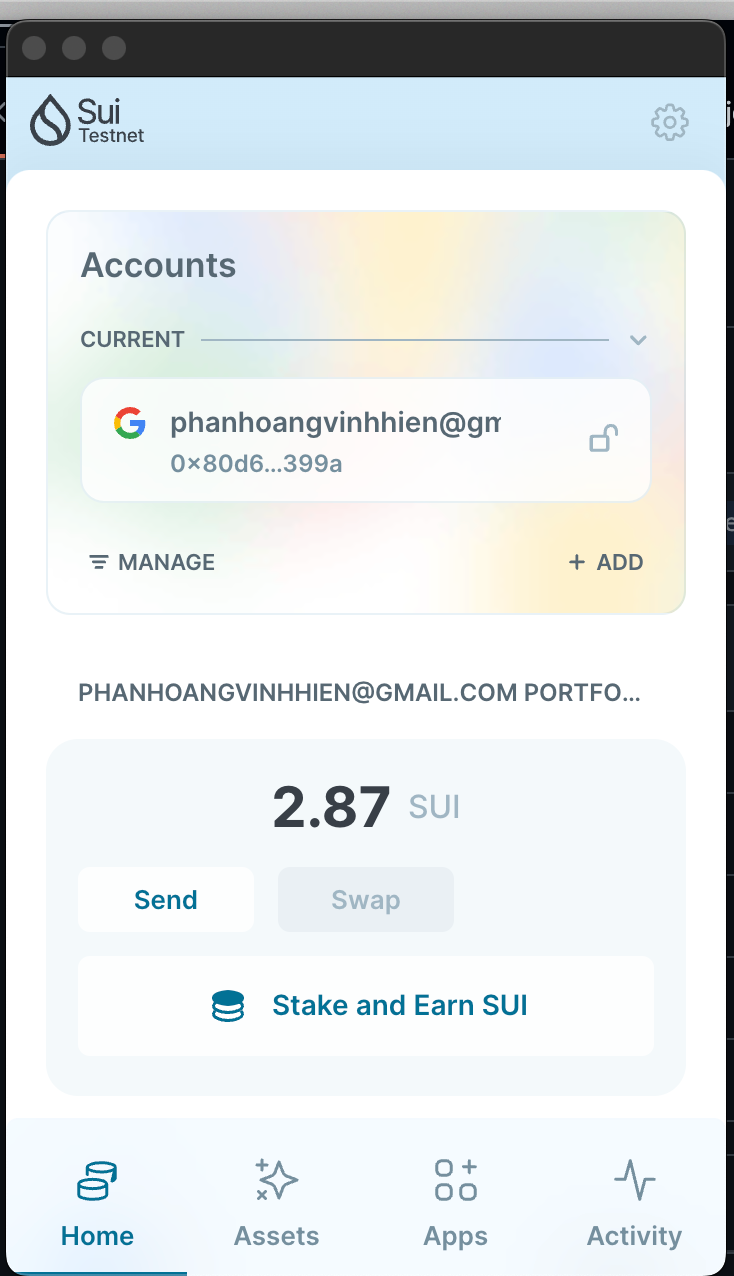 Sui
Testnet
Accounts
CURRENT
phanhoangvinhhien@gm
0×80d6...399a
MANAGE
+ ADD
PHANHOANGVINHHIEN@GMAIL.COM PORTFO...
2.87 SUI
Send
Swap
Stake and Earn SUI
Home
Assets
Apps
Activity